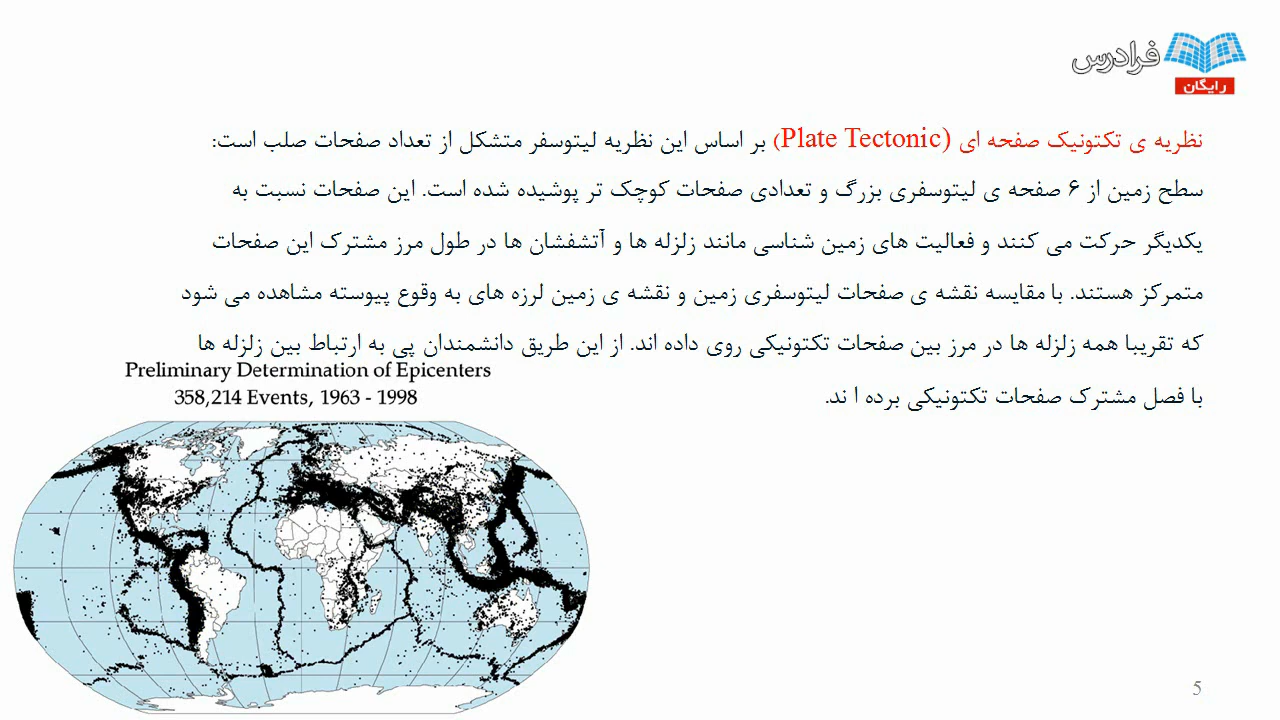 فرادرس
رایگان
نظریه ی تکتونیک صفحه ای (Plate Tectonic) بر اساس این نظریه لیتوسفر متشکل از تعداد صفحات صلب است:
سطح زمین از ۶ صفحه ی لیتوسفری بزرگ و تعدادی صفحات کوچک تر پوشیده شده است. این صفحات نسبت به
یکدیگر حرکت می کنند و فعالیت های زمین شناسی مانند زلزله ها و آتشفشان ها در طول مرز مشترک این صفحات
متمرکز هستند. با مقایسه نقشه ی صفحات لیتوسفری زمین و نقشه ی زمین لرزه های به وقوع پیوسته مشاهده می شود
که تقریبا همه زلزله ها در مرز بین صفحات تکتونیکی روی داده اند. از این طریق دانشمندان پی به ارتباط بین زلزله ها
با فصل مشترک صفحات تکتونیکی برده ا ند.
Preliminary Determination of Epicenters
358,214 Events, 1963 - 1998
5